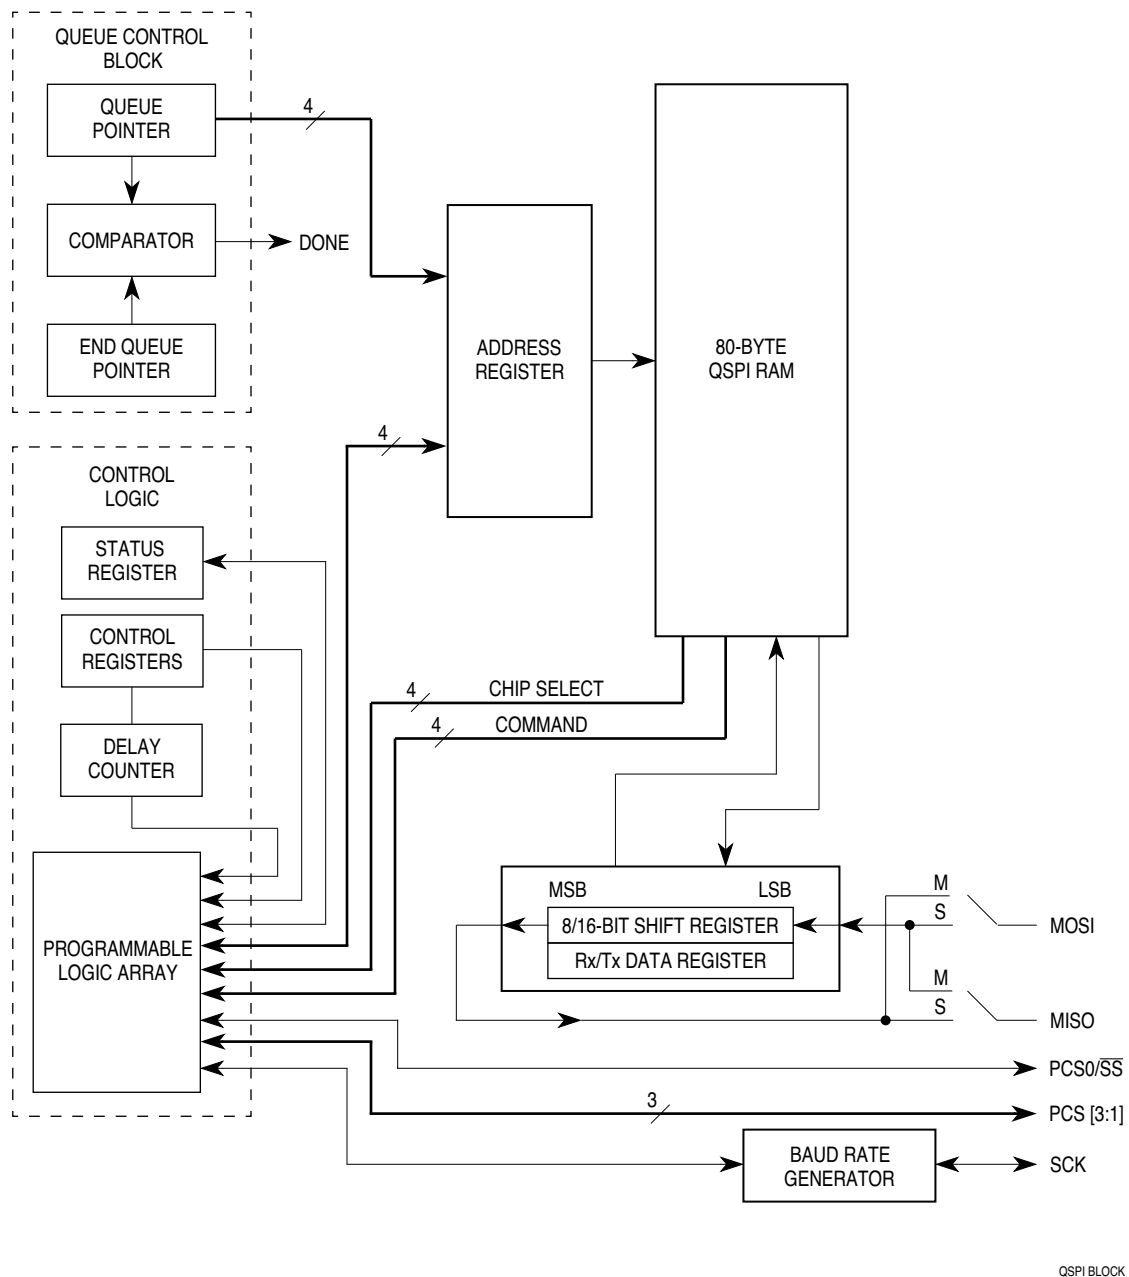 QUEUE CONTROL
BLOCK
QUEUE
POINTER
4
COMPARATOR
DONE
END QUEUE
POINTER
ADDRESS
REGISTER
80-BYTE
QSPI RAM
4
CONTROL
LOGIC
STATUS
REGISTER
CONTROL
REGISTERS
DELAY
COUNTER
PROGRAMMABLE
LOGIC ARRAY
4
CHIP SELECT
4
COMMAND
MSB
LSB
8/16-BIT SHIFT REGISTER
Rx/Tx DATA REGISTER
M
S
MOSI
M
S
MISO
PCS0/S̅S̅
3
PCS [3:1]
BAUD RATE
GENERATOR
SCK
QSPI BLOCK